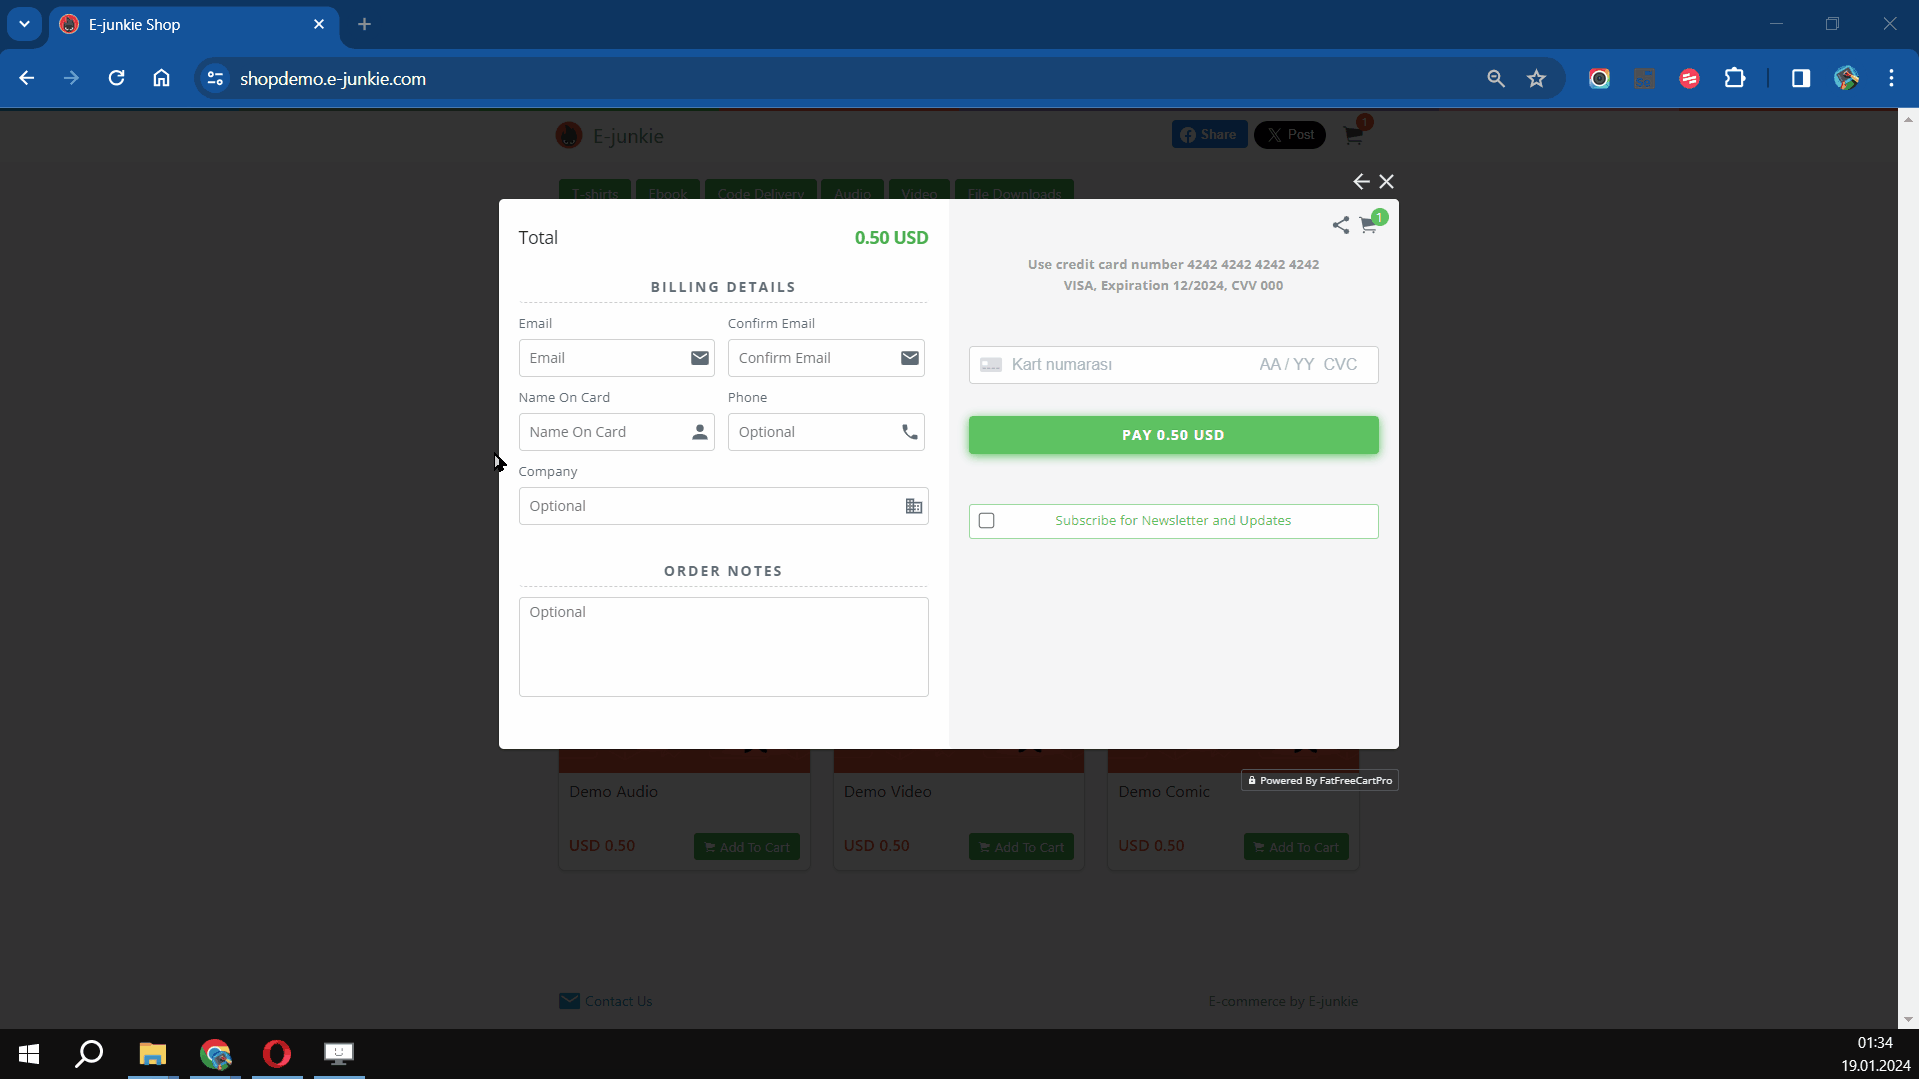 E-junkie Shop
shopdemo.e-junkie.com
E-junkie
Share
Post
1
T-shirts
Ebook
Code Delivery
Audio
Video
File Downloads
1
Total
0.50 USD
Use credit card number 4242 4242 4242 4242
VISA, Expiration 12/2024, CVV 000
BILLING DETAILS
Email
Confirm Email
Email
Confirm Email
Kart numarası
AA / YY CVC
Name On Card
Phone
Name On Card
Optional
PAY 0.50 USD
Company
Optional
Subscribe for Newsletter and Updates
ORDER NOTES
Optional
Powered By FatFreeCartPro
Demo Audio
Demo Video
Demo Comic
USD 0.50
Add To Cart
USD 0.50
Add To Cart
USD 0.50
Add To Cart
Contact Us
E-commerce by E-junkie
01:34
19.01.2024